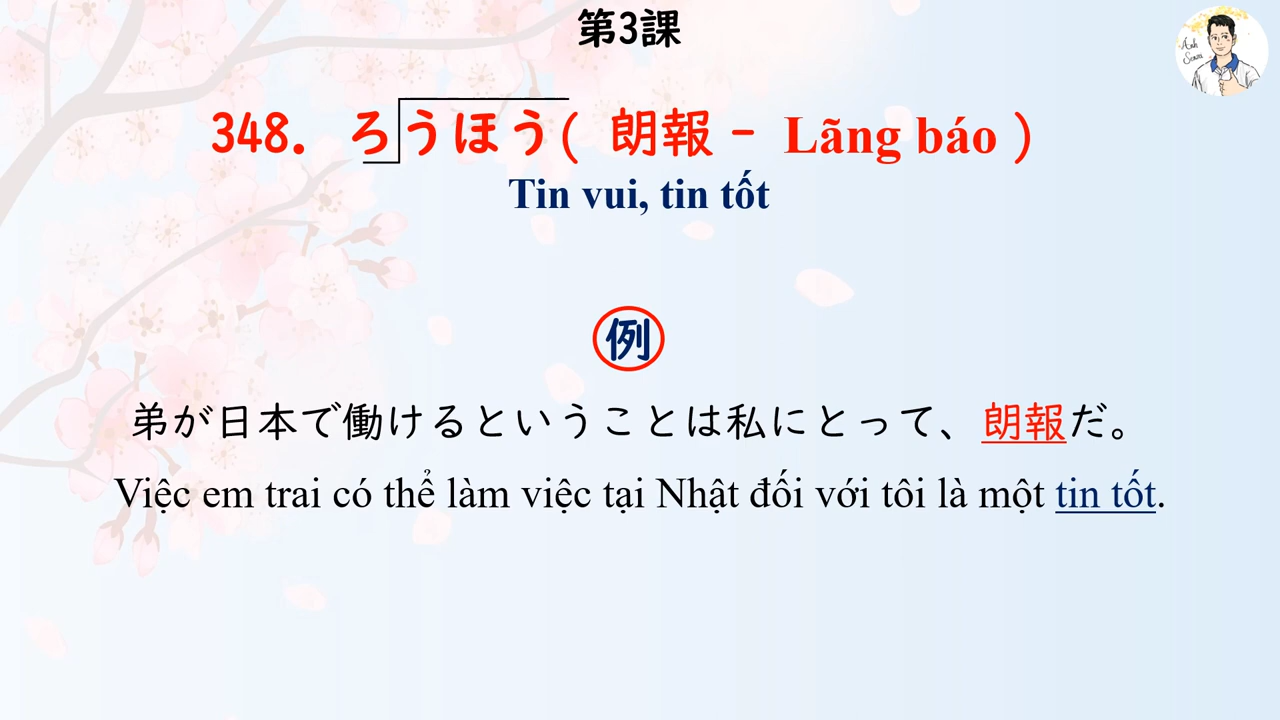 第3課
Anh
Sensei
348. ろうほう( 朗報 - Lãng báo )
Tin vui, tin tốt
例
弟が日本で働けるということは私にとって、朗報だ。
Việc em trai có thể làm việc tại Nhật đối với tôi là một tin tốt.